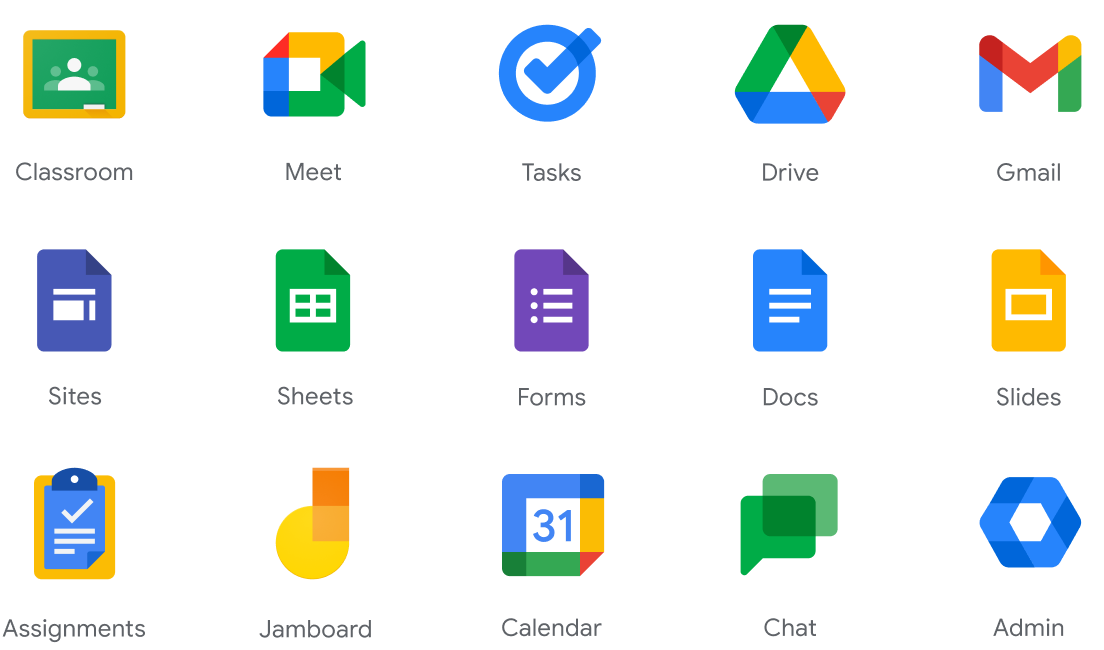 Classroom
Meet
Tasks
Drive
Gmail
Sites
Sheets
Forms
Docs
Slides
31
Assignments
Jamboard
Calendar
Chat
Admin